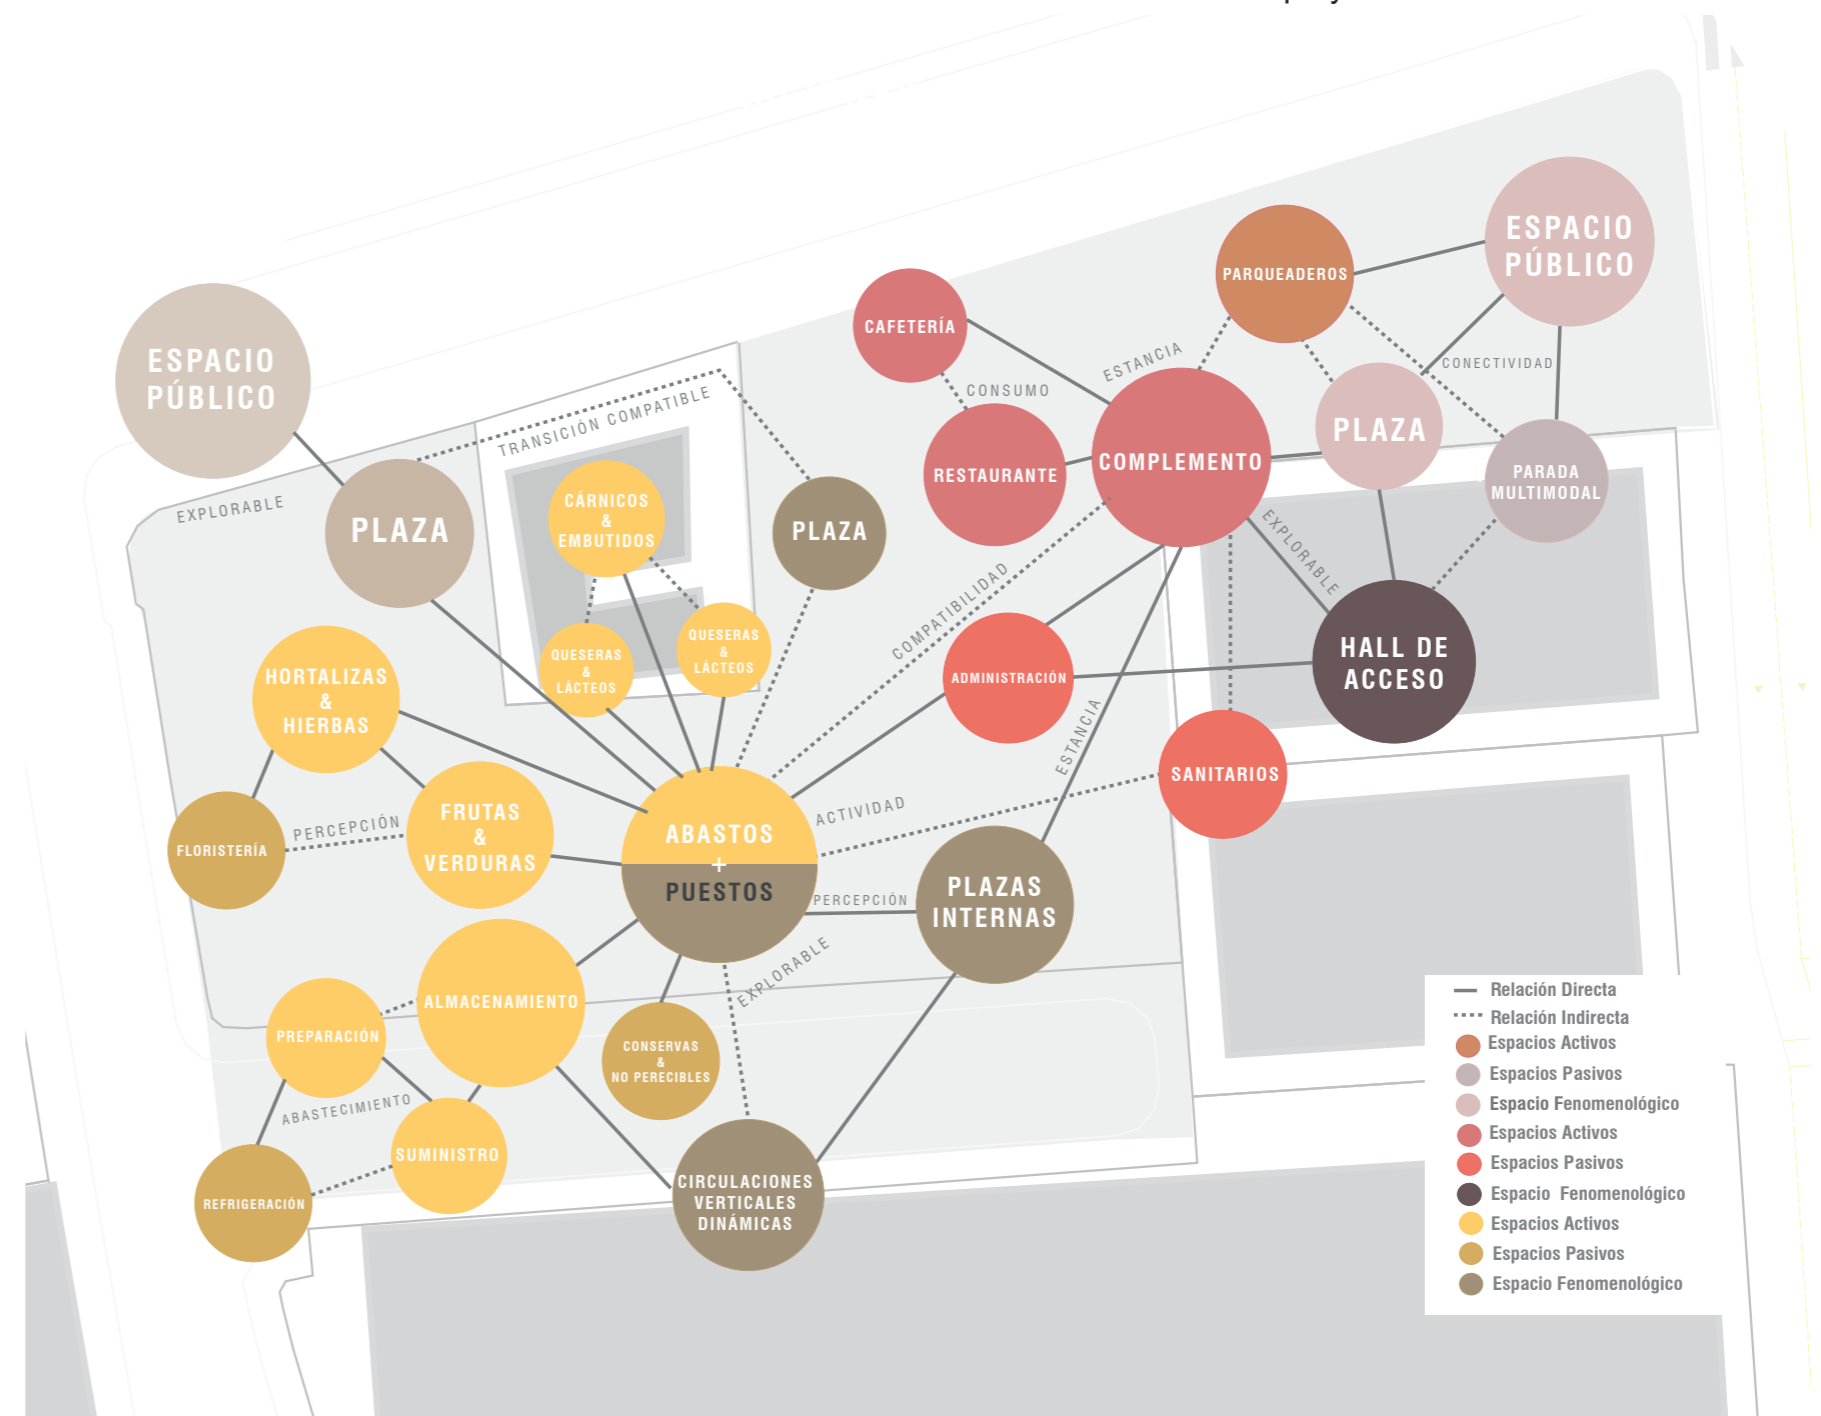 ESPACIO
PÚBLICO
PARQUEADEROS
CAFETERÍA
ESPACIO
PÚBLICO
ESTANCIA
CONECTIVIDAD
CONSUMO
TRANSICIÓN COMPATIBLE
PLAZA
COMPLEMENTO
RESTAURANTE
PARADA
MULTIMODAL
EXPLORABLE
CÁRNICOS
&
EMBUTIDOS
PLAZA
PLAZA
EXPLORABLE
COMPATIBILIDAD
QUESERAS
&
LÁCTEOS
QUESERAS
&
LÁCTEOS
HALL DE
ACCESO
ADMINISTRACIÓN
HORTALIZAS
&
HIERBAS
ESTANCIA
SANITARIOS
FRUTAS
&
VERDURAS
ACTIVIDAD
PERCEPCIÓN
FLORISTERÍA
ABASTOS
+
PUESTOS
PERCEPCIÓN
PLAZAS
INTERNAS
EXPLORABLE
ALMACENAMIENTO
PREPARACIÓN
CONSERVAS
&
NO PERECIBLES
ABASTECIMIENTO
SUMINISTRO
REFRIGERACIÓN
CIRCULACIONES
VERTICALES
DINÁMICAS
Relación Directa
Relación Indirecta
Espacios Activos
Espacios Pasivos
Espacio Fenomenológico
Espacios Activos
Espacios Pasivos
Espacio Fenomenológico
Espacios Activos
Espacios Pasivos
Espacio Fenomenológico